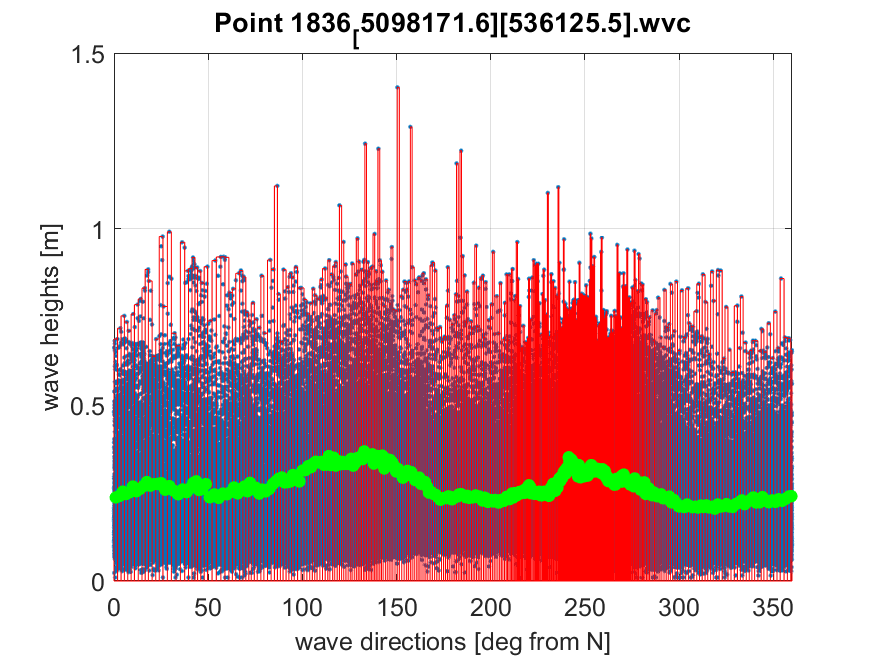 Point 1836[5098171.6][536125.5].wvc
1.5
1
0.5
0
wave heights [m]
0 50 100 150 200 250 300 350
wave directions [deg from N]